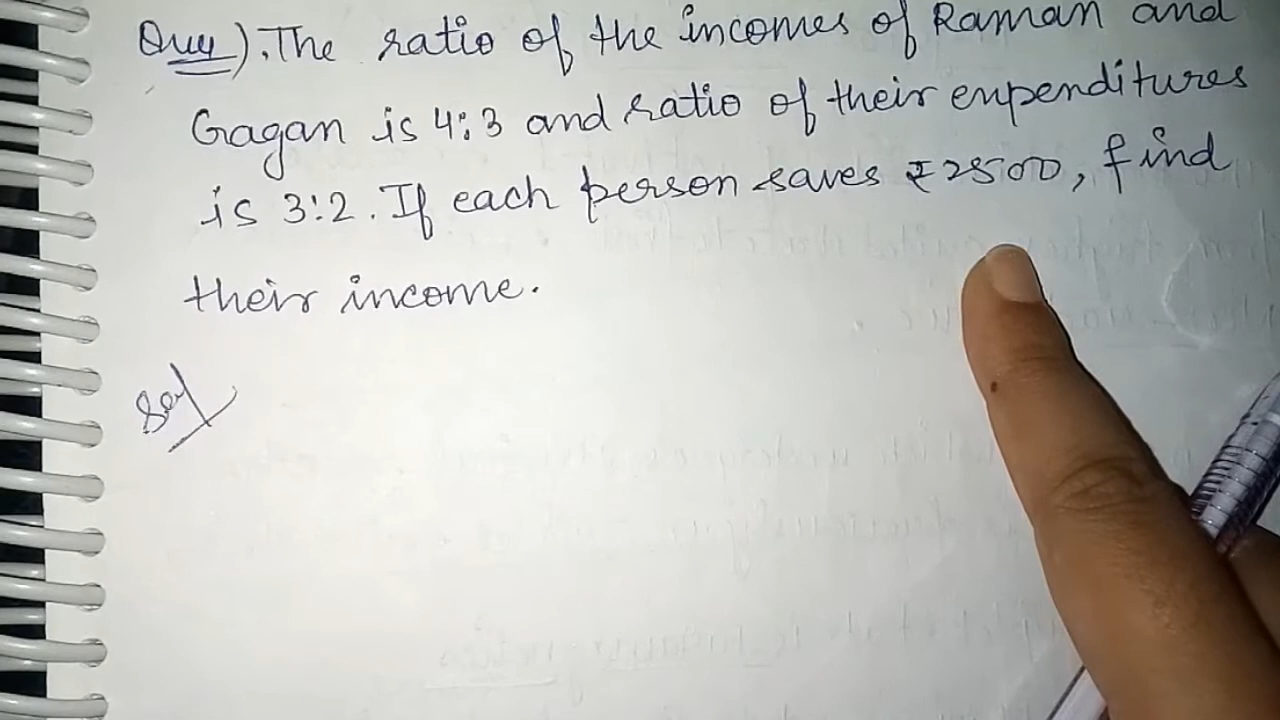 Que). The ratio of the incomes of Raman and
Gagan is 4:3 and ratio of their expenditures
is 3:2. If each person saves ₹2500, find
their income.
Sol